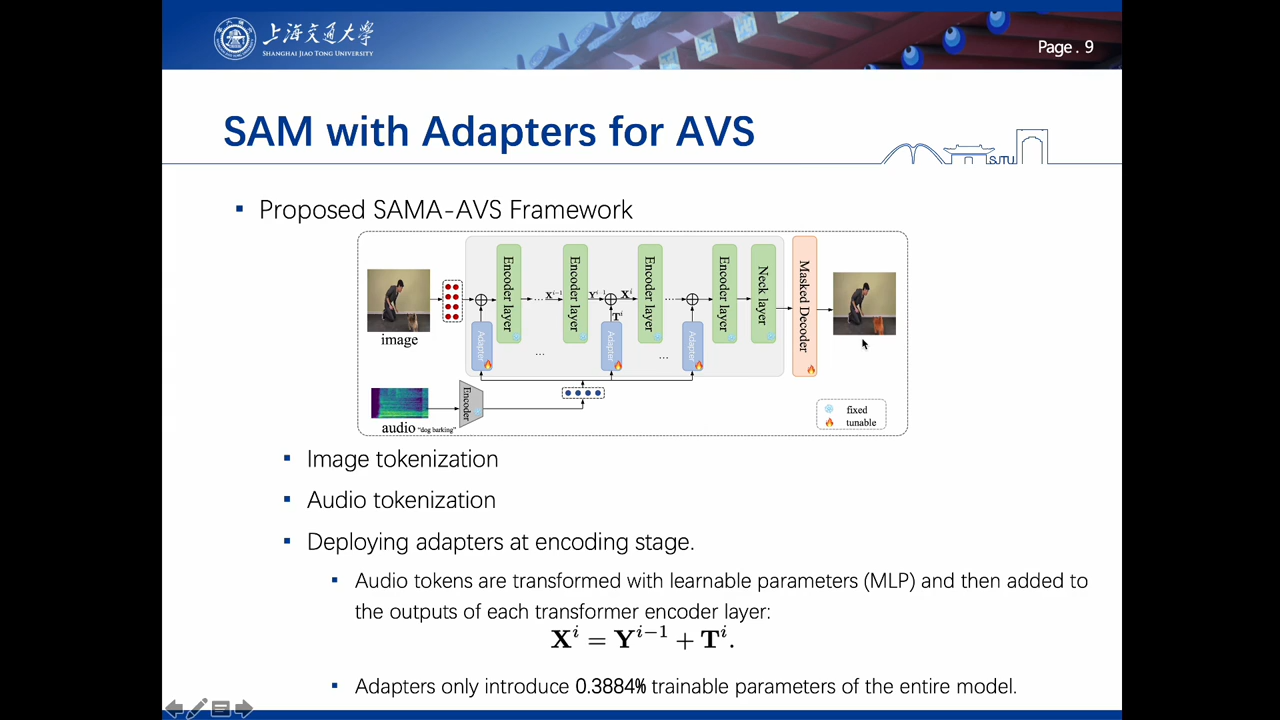 上海交通大学
SHANGHAI JIAO TONG UNIVERSITY
Page . 9
SAM with Adapters for AVS
SJTU
▪ Proposed SAMA-AVS Framework
image
Encoder layer
... X^{i-1}
Encoder layer
Y^{i-1}
X^i
T^i
Encoder layer
......
Encoder layer
Neck layer
Masked Decoder
Adapter
...
Adapter
...
Adapter
Encoder
audio "dog barking"
fixed
tunable
▪ Image tokenization
▪ Audio tokenization
▪ Deploying adapters at encoding stage.
▪ Audio tokens are transformed with learnable parameters (MLP) and then added to
the outputs of each transformer encoder layer:
X^i = Y^{i-1} + T^i.
▪ Adapters only introduce 0.3884% trainable parameters of the entire model.